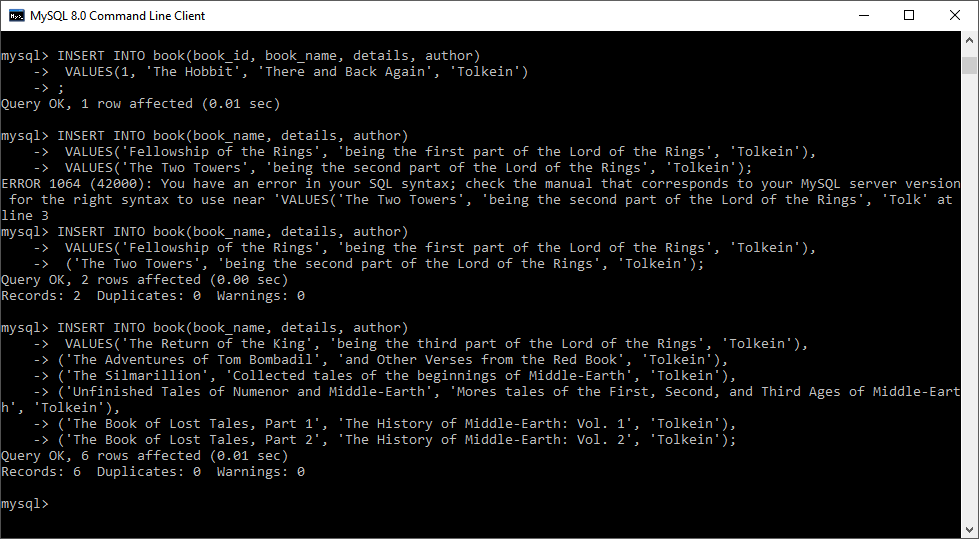 MySQL 8.0 Command Line Client
mysql> INSERT INTO book(book_id, book_name, details, author)
    ->  VALUES(1, 'The Hobbit', 'There and Back Again', 'Tolkein')
    -> ;
Query OK, 1 row affected (0.01 sec)
mysql> INSERT INTO book(book_name, details, author)
    ->  VALUES('Fellowship of the Rings', 'being the first part of the Lord of the Rings', 'Tolkein'),
    ->  VALUES('The Two Towers', 'being the second part of the Lord of the Rings', 'Tolkein');
ERROR 1064 (42000): You have an error in your SQL syntax; check the manual that corresponds to your MySQL server version
 for the right syntax to use near 'VALUES('The Two Towers', 'being the second part of the Lord of the Rings', 'Tolk' at
line 3
mysql> INSERT INTO book(book_name, details, author)
    ->  VALUES('Fellowship of the Rings', 'being the first part of the Lord of the Rings', 'Tolkein'),
    ->  ('The Two Towers', 'being the second part of the Lord of the Rings', 'Tolkein');
Query OK, 2 rows affected (0.00 sec)
Records: 2  Duplicates: 0  Warnings: 0
mysql> INSERT INTO book(book_name, details, author)
    ->  VALUES('The Return of the King', 'being the third part of the Lord of the Rings', 'Tolkein'),
    -> ('The Adventures of Tom Bombadil', 'and Other Verses from the Red Book', 'Tolkein'),
    -> ('The Silmarillion', 'Collected tales of the beginnings of Middle-Earth', 'Tolkein'),
    -> ('Unfinished Tales of Numenor and Middle-Earth', 'Mores tales of the First, Second, and Third Ages of Middle-Eart
h', 'Tolkein'),
    -> ('The Book of Lost Tales, Part 1', 'The History of Middle-Earth: Vol. 1', 'Tolkein'),
    -> ('The Book of Lost Tales, Part 2', 'The History of Middle-Earth: Vol. 2', 'Tolkein');
Query OK, 6 rows affected (0.01 sec)
Records: 6  Duplicates: 0  Warnings: 0
mysql>